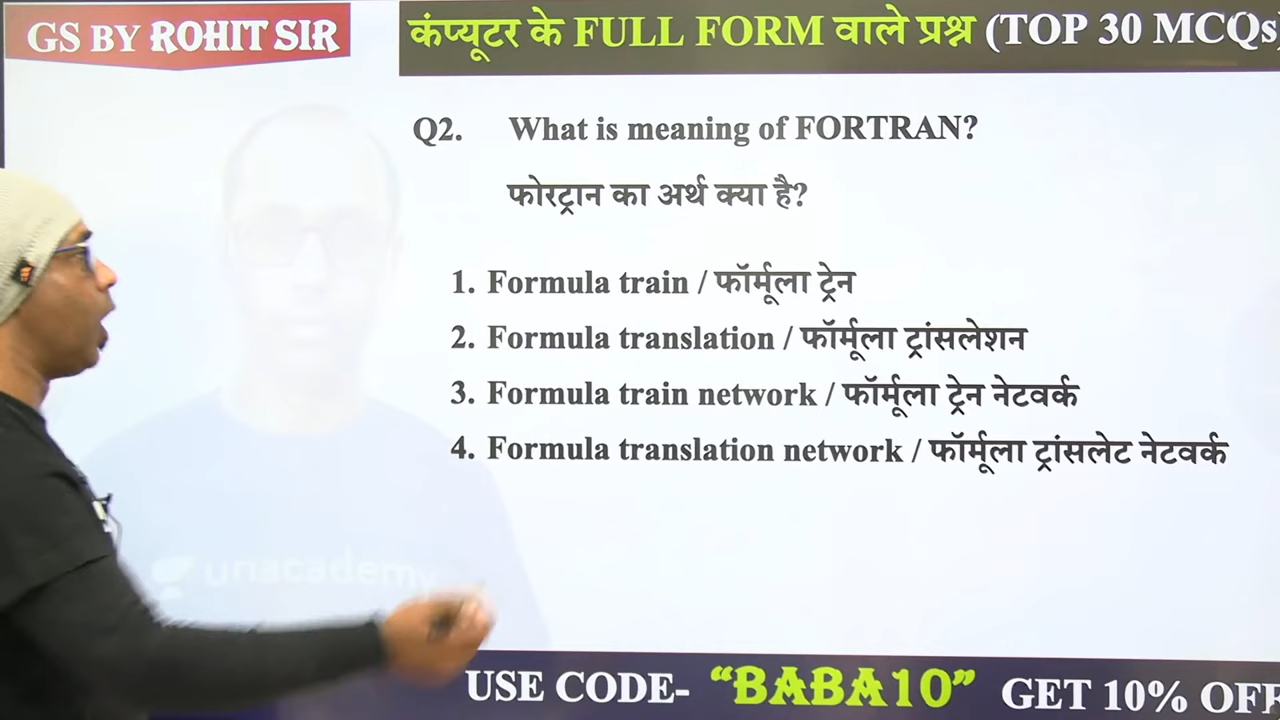 GS BY ROHIT SIR
कंप्यूटर के FULL FORM वाले प्रश्न (TOP 30 MCQs)
Q2. What is meaning of FORTRAN?
फोरट्रान का अर्थ क्या है?
1. Formula train / फॉर्मूला ट्रेन
2. Formula translation / फॉर्मूला ट्रांसलेशन
3. Formula train network / फॉर्मूला ट्रेन नेटवर्क
4. Formula translation network / फॉर्मूला ट्रांसलेट नेटवर्क
unacademy
USE CODE- “BABA10” GET 10% OFF